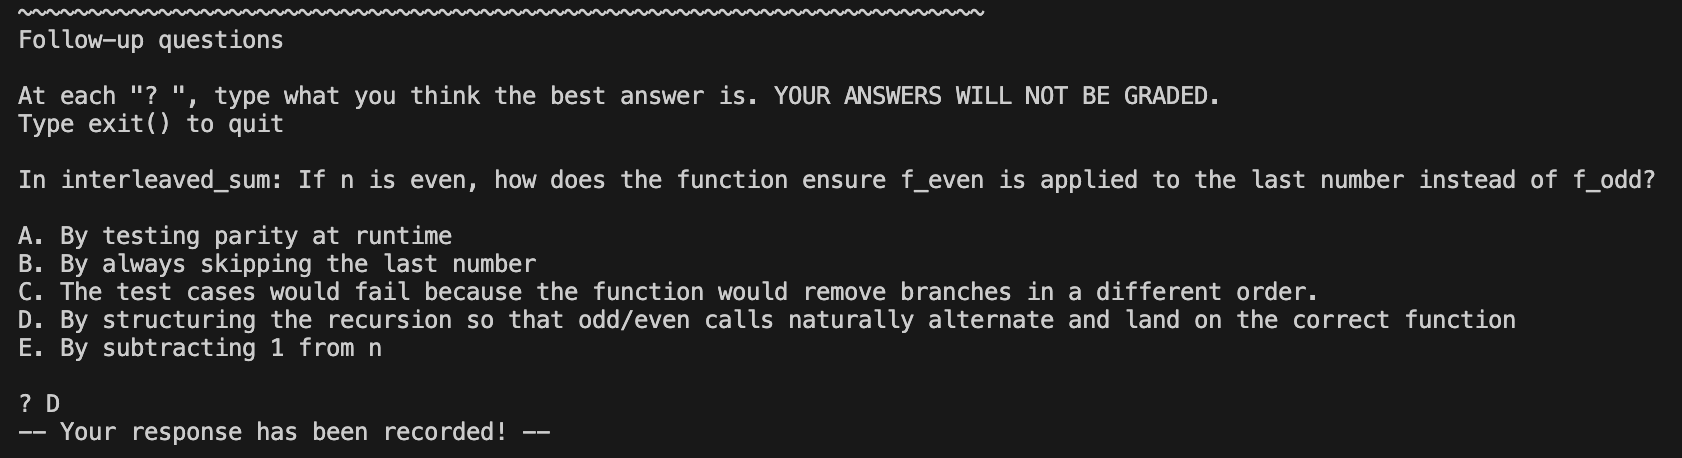 ~~~~~~~~~~~~~~~~~~~~~~~~~~~~~~~~~~~~~~~~~~~~~~~~~~~~~~~~~~~~~~~~~~~~~
Follow-up questions
At each "? ", type what you think the best answer is. YOUR ANSWERS WILL NOT BE GRADED.
Type exit() to quit
In interleaved_sum: If n is even, how does the function ensure f_even is applied to the last number instead of f_odd?
A. By testing parity at runtime
B. By always skipping the last number
C. The test cases would fail because the function would remove branches in a different order.
D. By structuring the recursion so that odd/even calls naturally alternate and land on the correct function
E. By subtracting 1 from n
? D
-- Your response has been recorded! --